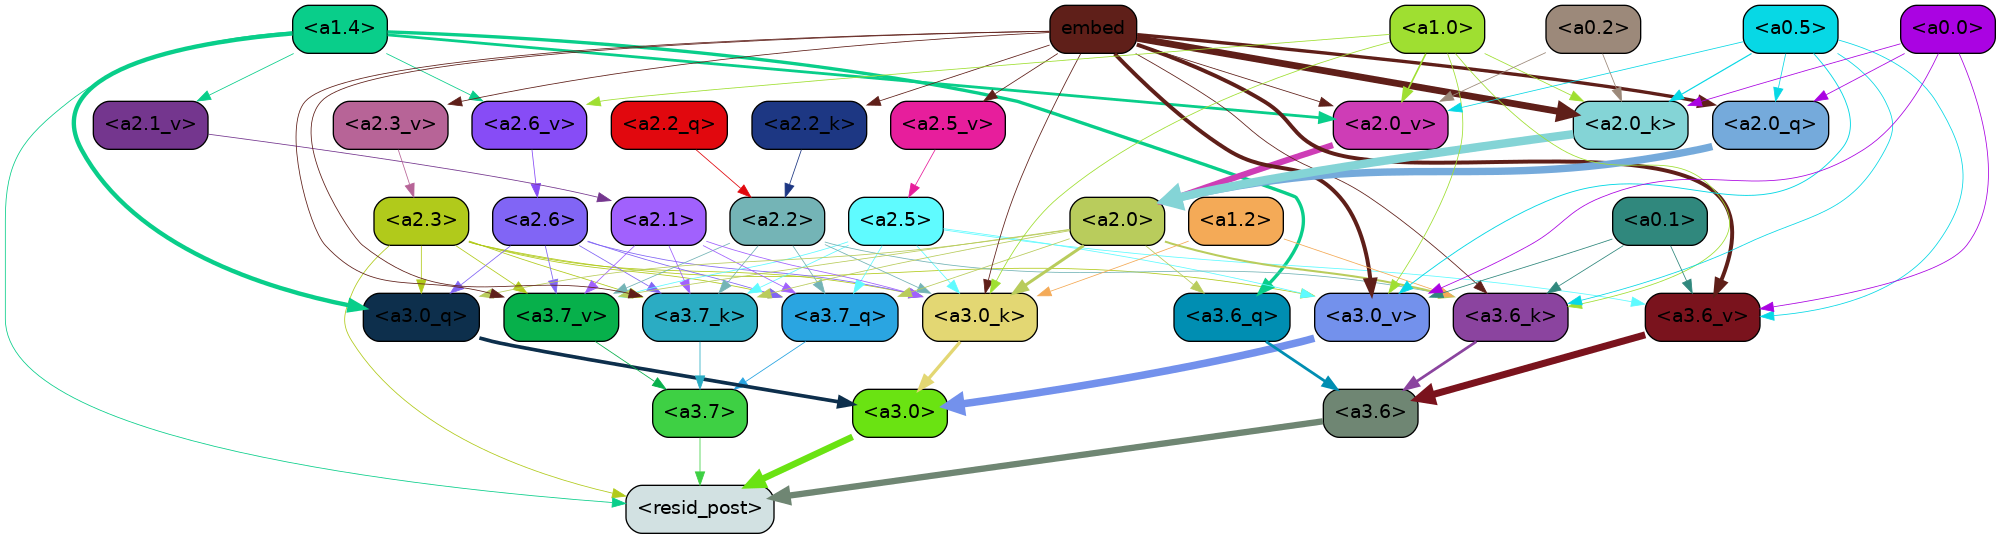 <a1.4> embed <a1.0> <a0.2> <a0.5> <a0.0>
<a2.1_v> <a2.3_v> <a2.6_v> <a2.2_q> <a2.2_k> <a2.5_v> <a2.0_v> <a2.0_k> <a2.0_q>
<a2.3> <a2.6> <a2.1> <a2.2> <a2.5> <a2.0> <a1.2> <a0.1>
<a3.0_q> <a3.7_v> <a3.7_k> <a3.7_q> <a3.0_k> <a3.6_q> <a3.0_v> <a3.6_k> <a3.6_v>
<a3.7> <a3.0> <a3.6>
<resid_post>